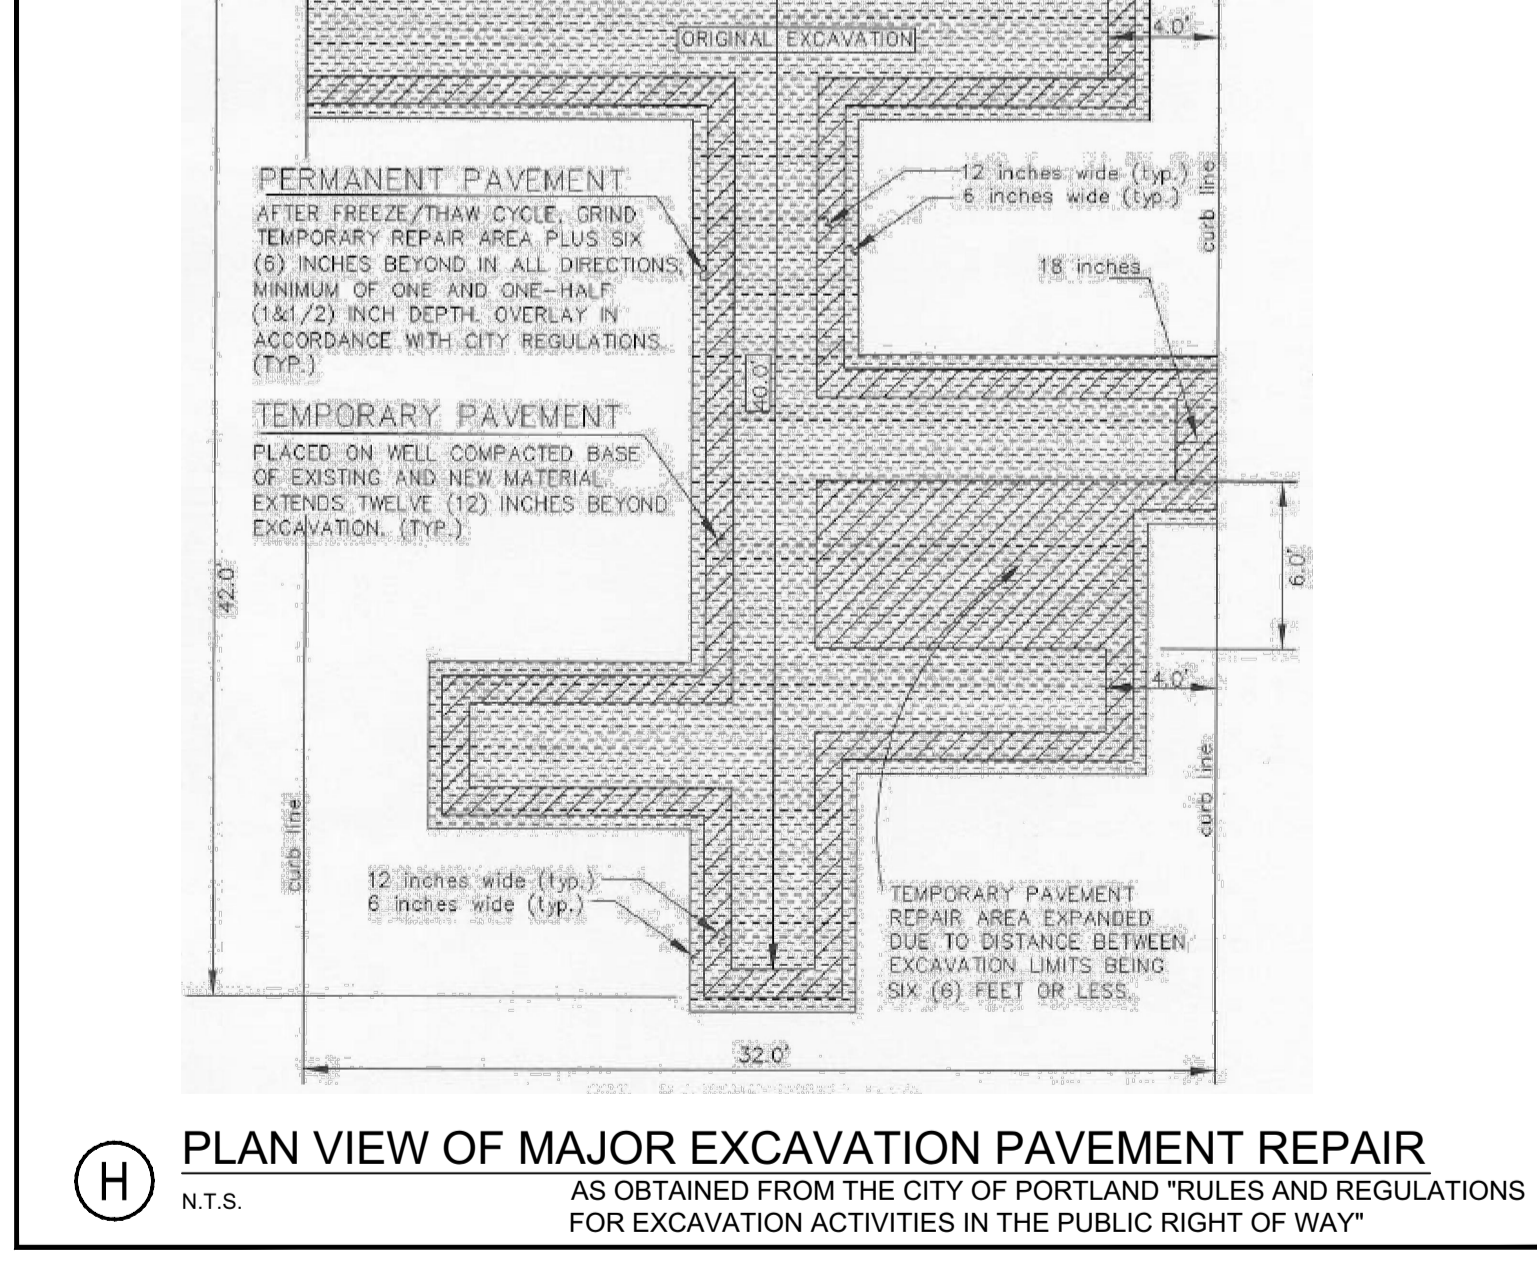 4.0'
ORIGINAL EXCAVATION
PERMANENT PAVEMENT
AFTER FREEZE/THAW CYCLE, GRIND
TEMPORARY REPAIR AREA PLUS SIX
(6) INCHES BEYOND IN ALL DIRECTIONS;
MINIMUM OF ONE AND ONE-HALF
(1&1/2) INCH DEPTH. OVERLAY IN
ACCORDANCE WITH CITY REGULATIONS.
(TYP.)
12 inches wide (typ.)
6 inches wide (typ.)
curb line
18 inches
40.0'
TEMPORARY PAVEMENT
PLACED ON WELL COMPACTED BASE
OF EXISTING AND NEW MATERIAL.
EXTENDS TWELVE (12) INCHES BEYOND
EXCAVATION. (TYP.)
42.0'
6.0'
4.0'
curb line
curb line
12 inches wide (typ.)
6 inches wide (typ.)
TEMPORARY PAVEMENT
REPAIR AREA EXPANDED
DUE TO DISTANCE BETWEEN
EXCAVATION LIMITS BEING
SIX (6) FEET OR LESS.
32.0'
H
PLAN VIEW OF MAJOR EXCAVATION PAVEMENT REPAIR
N.T.S.
AS OBTAINED FROM THE CITY OF PORTLAND "RULES AND REGULATIONS
FOR EXCAVATION ACTIVITIES IN THE PUBLIC RIGHT OF WAY"